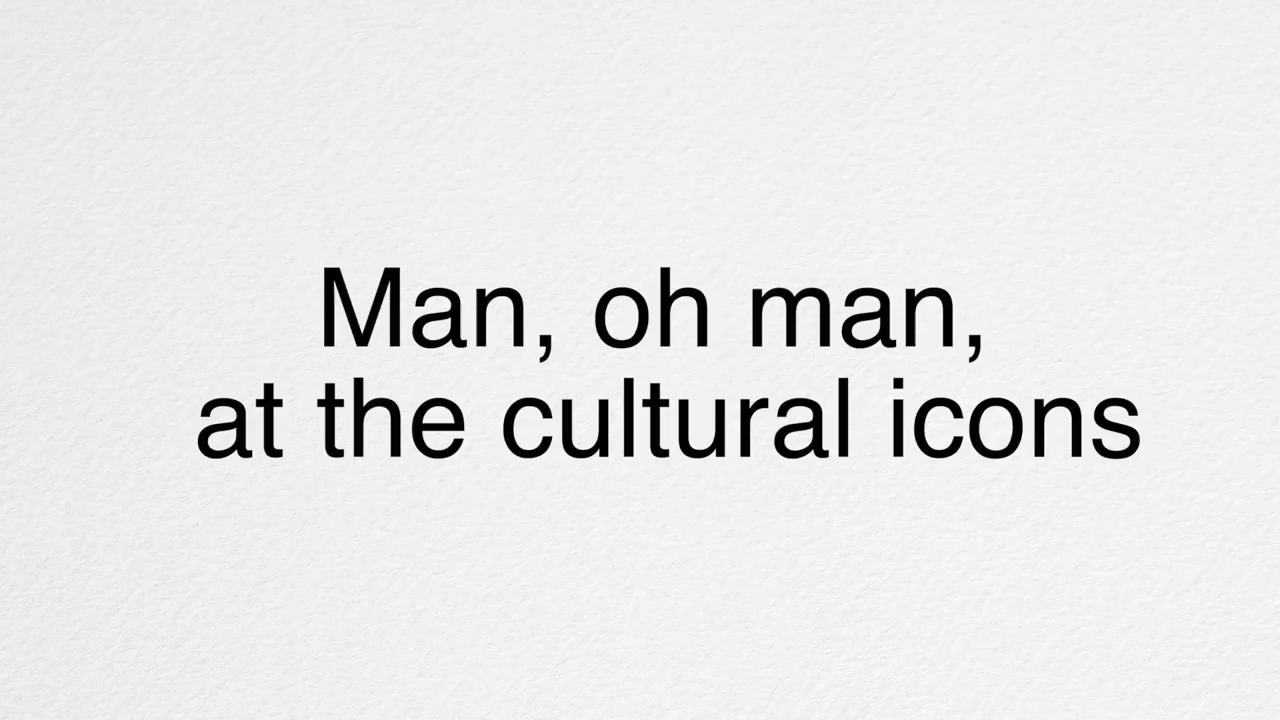 Man, oh man,
at the cultural icons